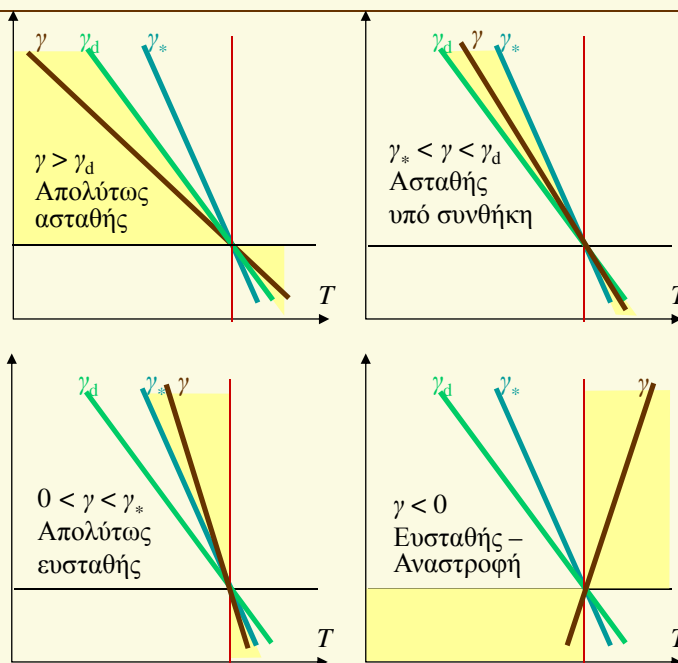 γ γd γ*
γ > γd
Απολύτως
ασταθής
T
γd γ γ*
γ* < γ < γd
Ασταθής
υπό συνθήκη
T
γd γ* γ
0 < γ < γ*
Απολύτως
ευσταθής
T
γd γ* γ
γ < 0
Ευσταθής –
Αναστροφή
T